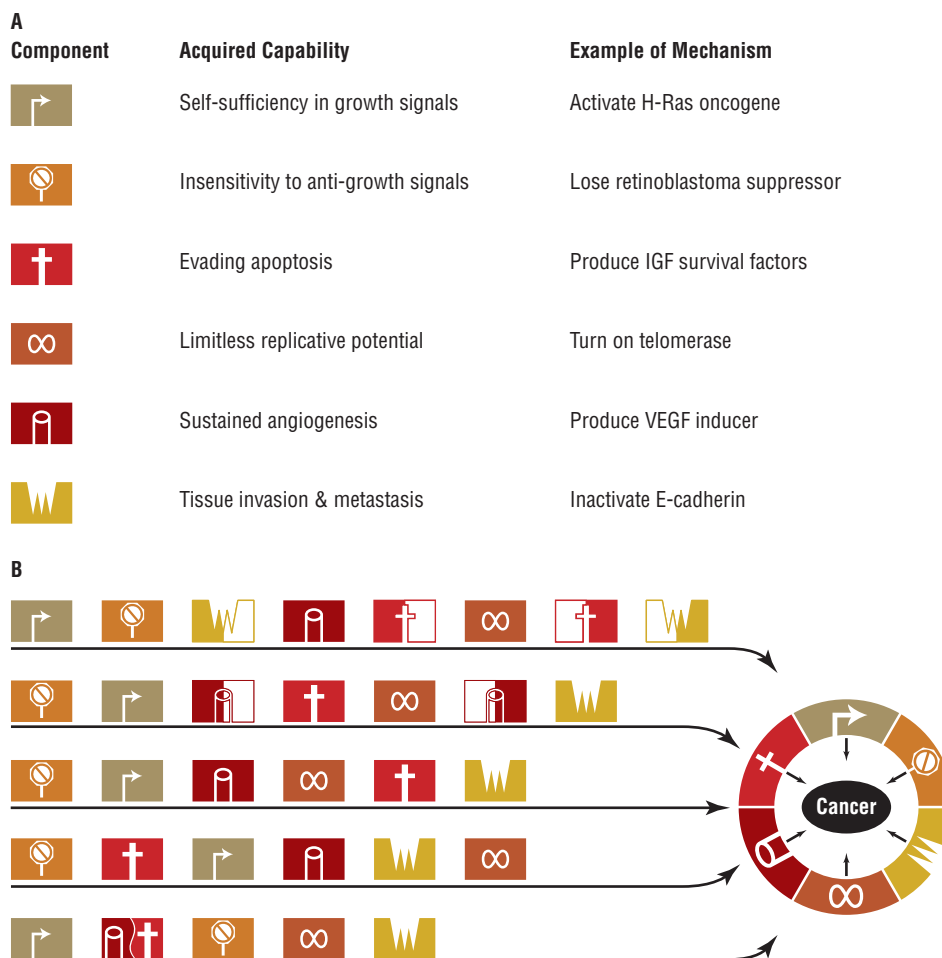 A
Component Acquired Capability Example of Mechanism
Self-sufficiency in growth signals Activate H-Ras oncogene
Insensitivity to anti-growth signals Lose retinoblastoma suppressor
Evading apoptosis Produce IGF survival factors
Limitless replicative potential Turn on telomerase
Sustained angiogenesis Produce VEGF inducer
Tissue invasion & metastasis Inactivate E-cadherin
B
Cancer